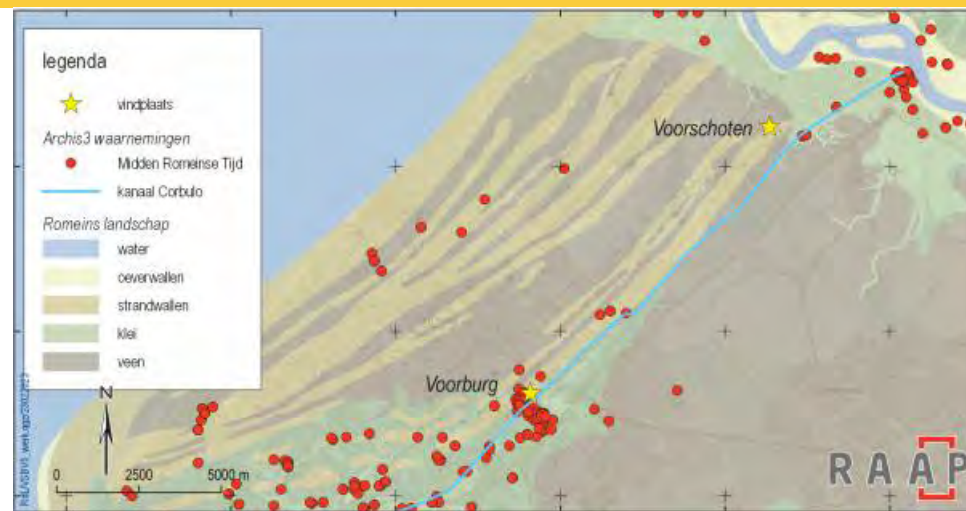 legenda
vindplaats
Archis3 waarnemingen
Midden Romeinse Tijd
kanaal Corbulo
Romeins landschap
water
oeverwallen
strandwallen
klei
veen
N
0 2500 5000 m
Voorschoten
Voorburg
RAAP